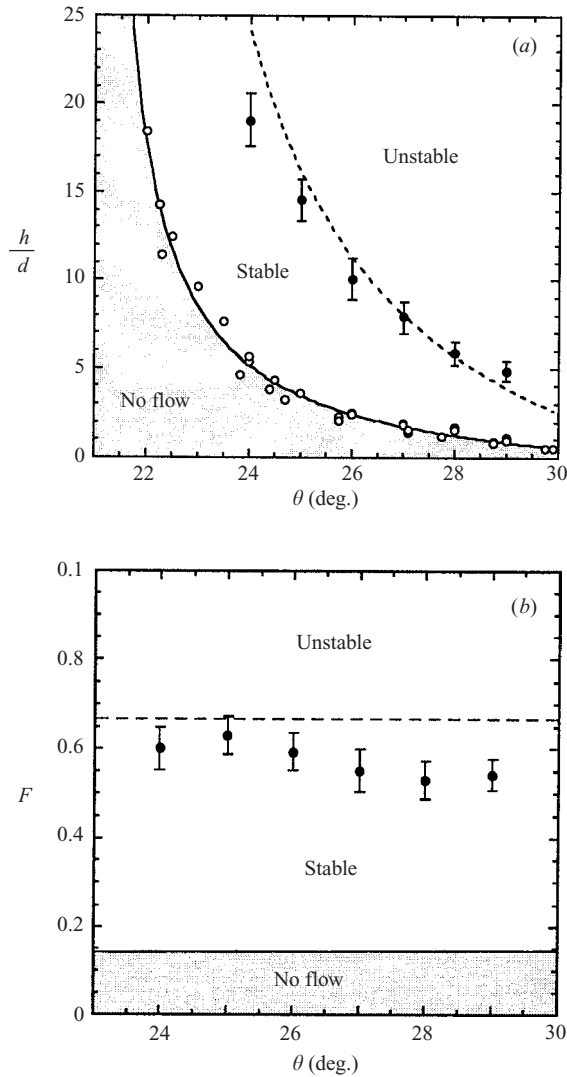 (a)
25
20
15
10
5
0
h
d
Unstable
Stable
No flow
22
24
26
28
30
θ (deg.)
(b)
0.1
0.8
0.6
0.4
0.2
0
F
Unstable
Stable
No flow
24
26
28
30
θ (deg.)